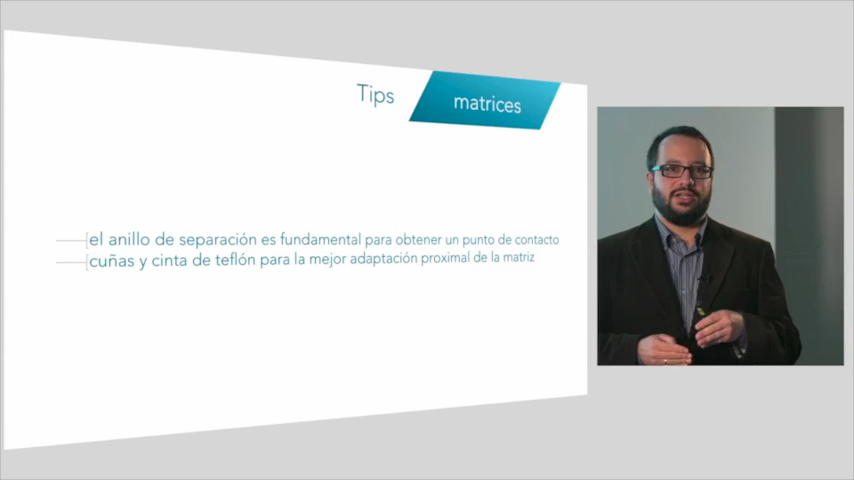 Tips
matrices
el anillo de separación es fundamental para obtener un punto de contacto
cuñas y cinta de teflón para la mejor adaptación proximal de la matriz